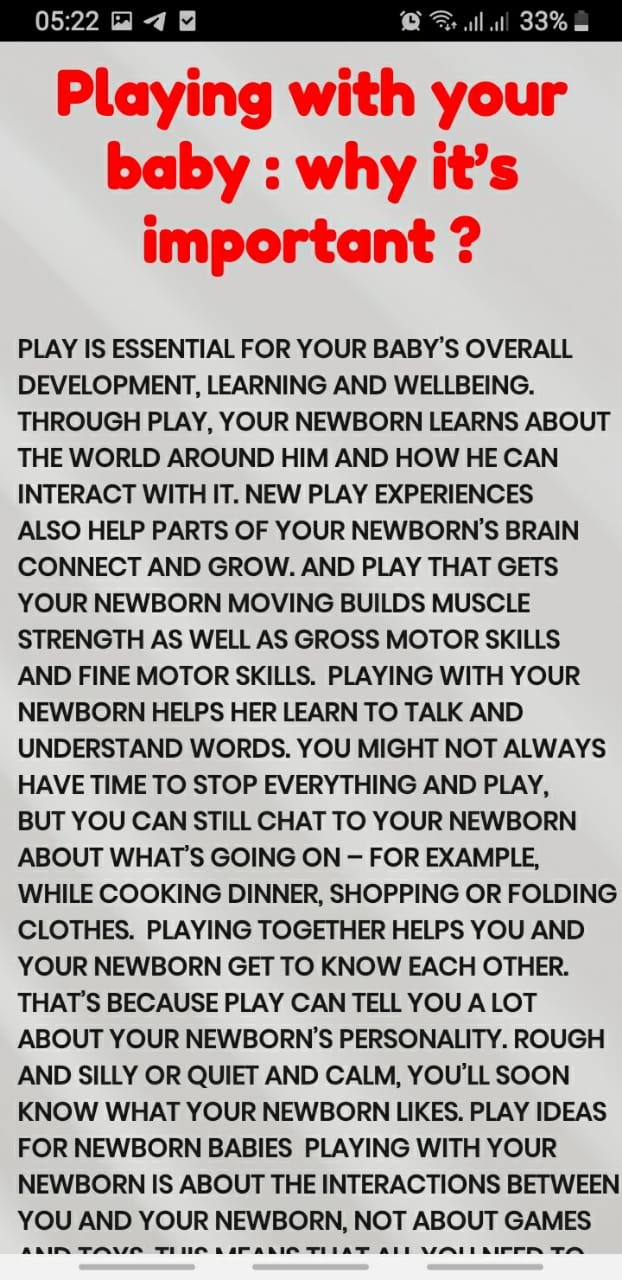 05:22
33%
Playing with your
baby : why it's
important ?
PLAY IS ESSENTIAL FOR YOUR BABY'S OVERALL
DEVELOPMENT, LEARNING AND WELLBEING.
THROUGH PLAY, YOUR NEWBORN LEARNS ABOUT
THE WORLD AROUND HIM AND HOW HE CAN
INTERACT WITH IT. NEW PLAY EXPERIENCES
ALSO HELP PARTS OF YOUR NEWBORN'S BRAIN
CONNECT AND GROW. AND PLAY THAT GETS
YOUR NEWBORN MOVING BUILDS MUSCLE
STRENGTH AS WELL AS GROSS MOTOR SKILLS
AND FINE MOTOR SKILLS.  PLAYING WITH YOUR
NEWBORN HELPS HER LEARN TO TALK AND
UNDERSTAND WORDS. YOU MIGHT NOT ALWAYS
HAVE TIME TO STOP EVERYTHING AND PLAY,
BUT YOU CAN STILL CHAT TO YOUR NEWBORN
ABOUT WHAT'S GOING ON – FOR EXAMPLE,
WHILE COOKING DINNER, SHOPPING OR FOLDING
CLOTHES.  PLAYING TOGETHER HELPS YOU AND
YOUR NEWBORN GET TO KNOW EACH OTHER.
THAT'S BECAUSE PLAY CAN TELL YOU A LOT
ABOUT YOUR NEWBORN'S PERSONALITY. ROUGH
AND SILLY OR QUIET AND CALM, YOU'LL SOON
KNOW WHAT YOUR NEWBORN LIKES. PLAY IDEAS
FOR NEWBORN BABIES  PLAYING WITH YOUR
NEWBORN IS ABOUT THE INTERACTIONS BETWEEN
YOU AND YOUR NEWBORN, NOT ABOUT GAMES
AND TOYS. THIS MEANS THAT ALL YOU NEED TO